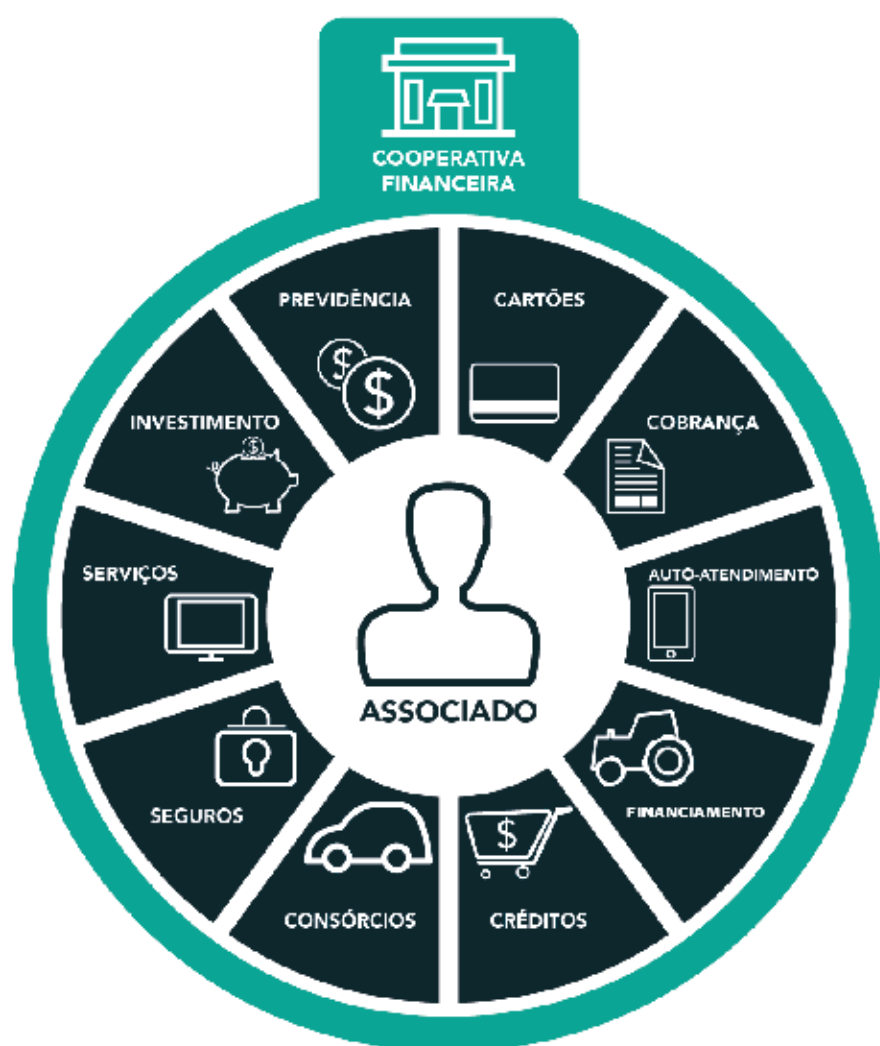 COOPERATIVA
FINANCEIRA
PREVIDÊNCIA
CARTÕES
COBRANÇA
AUTO-ATENDIMENTO
FINANCIAMENTO
CRÉDITOS
CONSÓRCIOS
SEGUROS
SERVIÇOS
INVESTIMENTO
ASSOCIADO